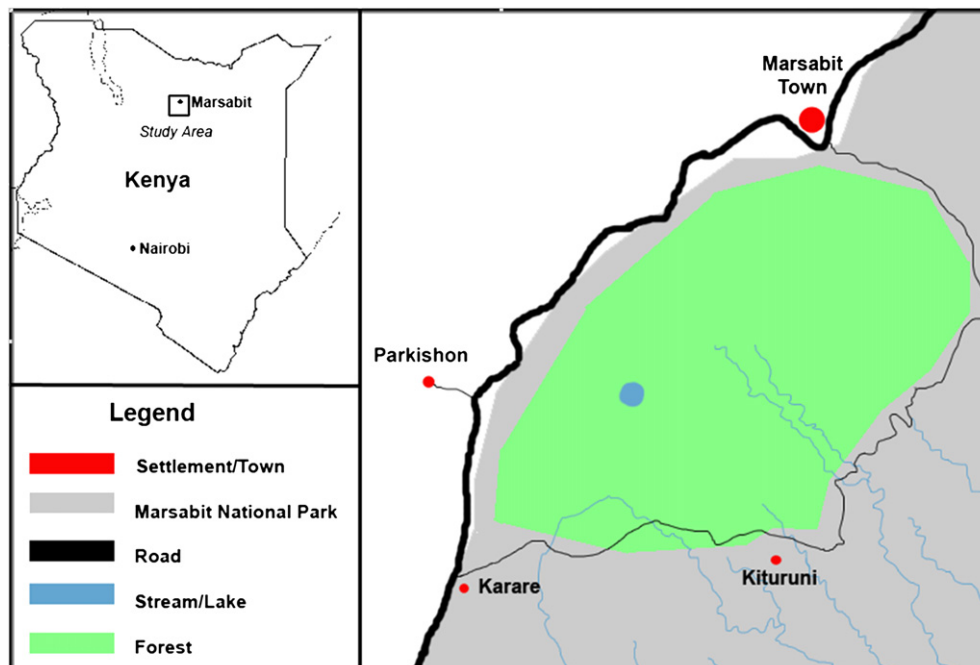 Marsabit
Study Area
Kenya
Nairobi
Legend
Settlement/Town
Marsabit National Park
Road
Stream/Lake
Forest
Marsabit
Town
Parkishon
Karare
Kituruni